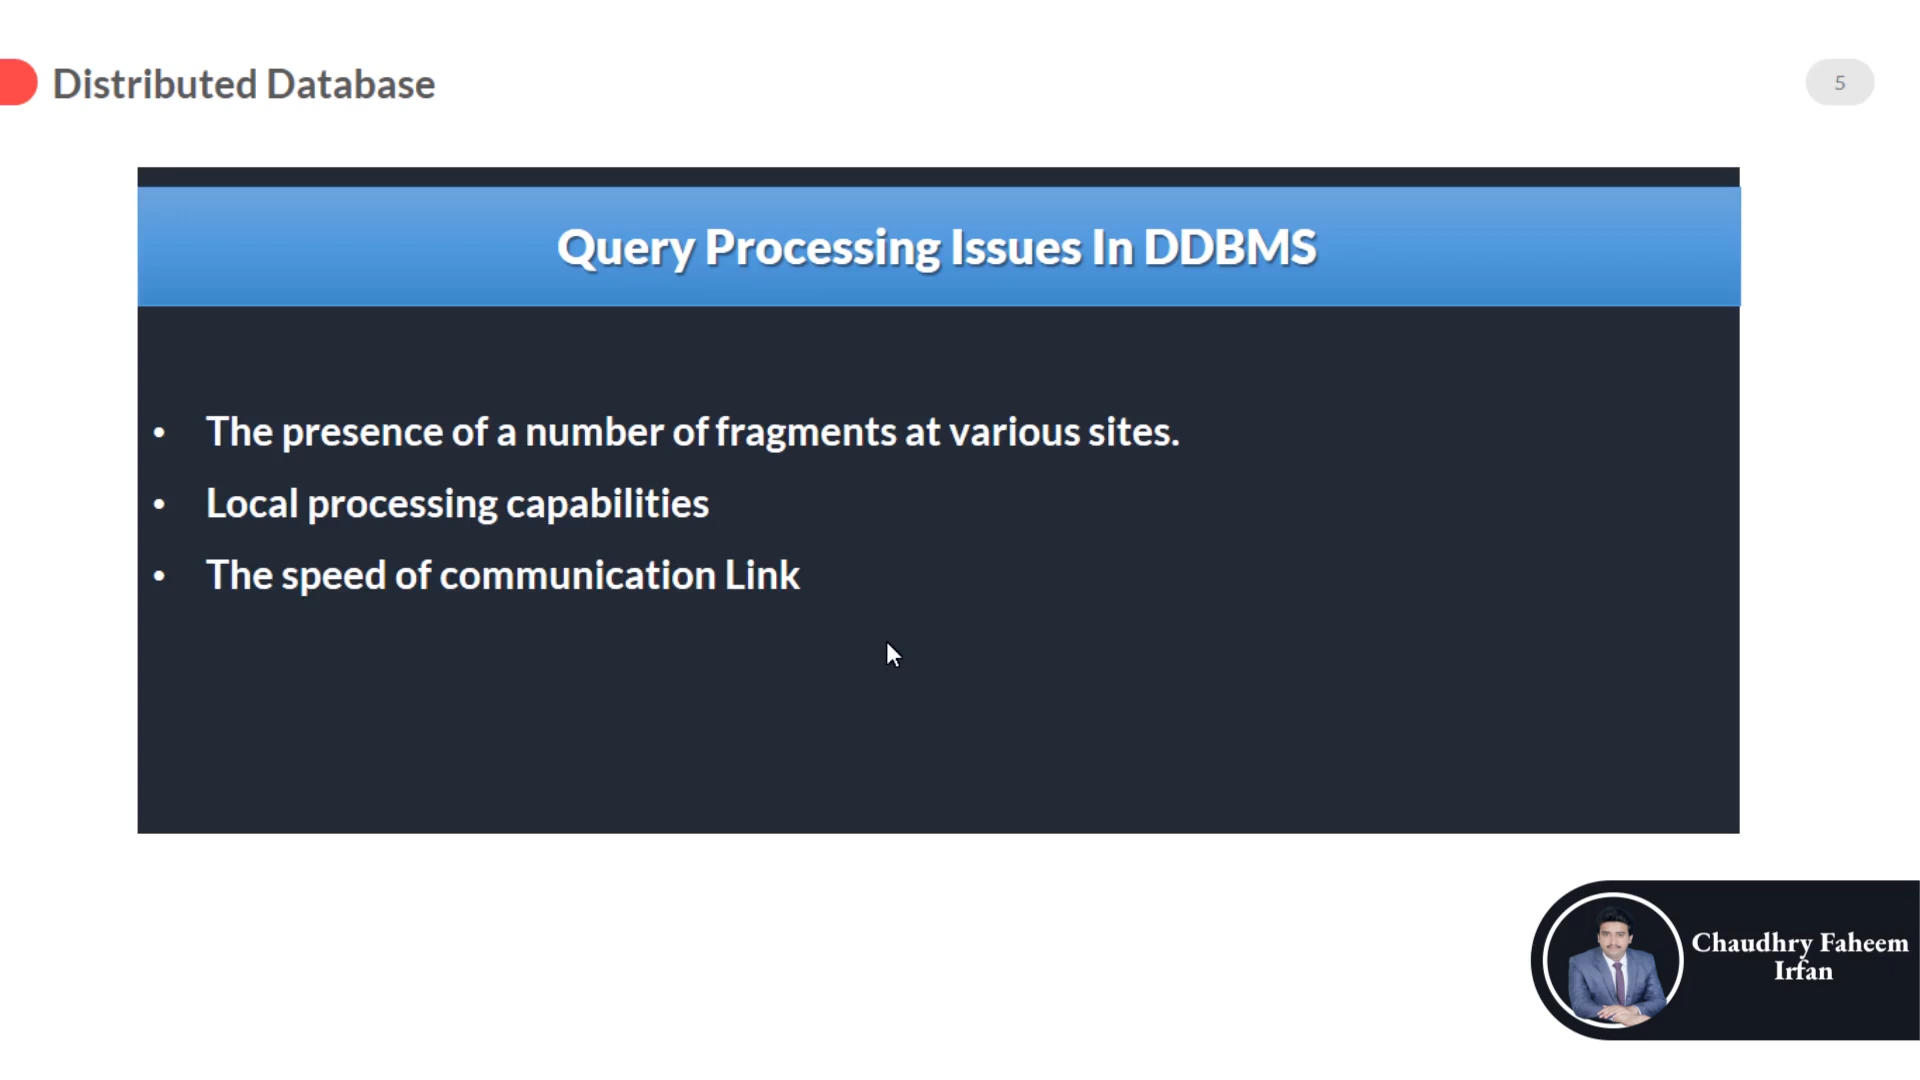 Distributed Database
5
Query Processing Issues In DDBMS
• The presence of a number of fragments at various sites.
• Local processing capabilities
• The speed of communication Link
Chaudhry Faheem
Irfan